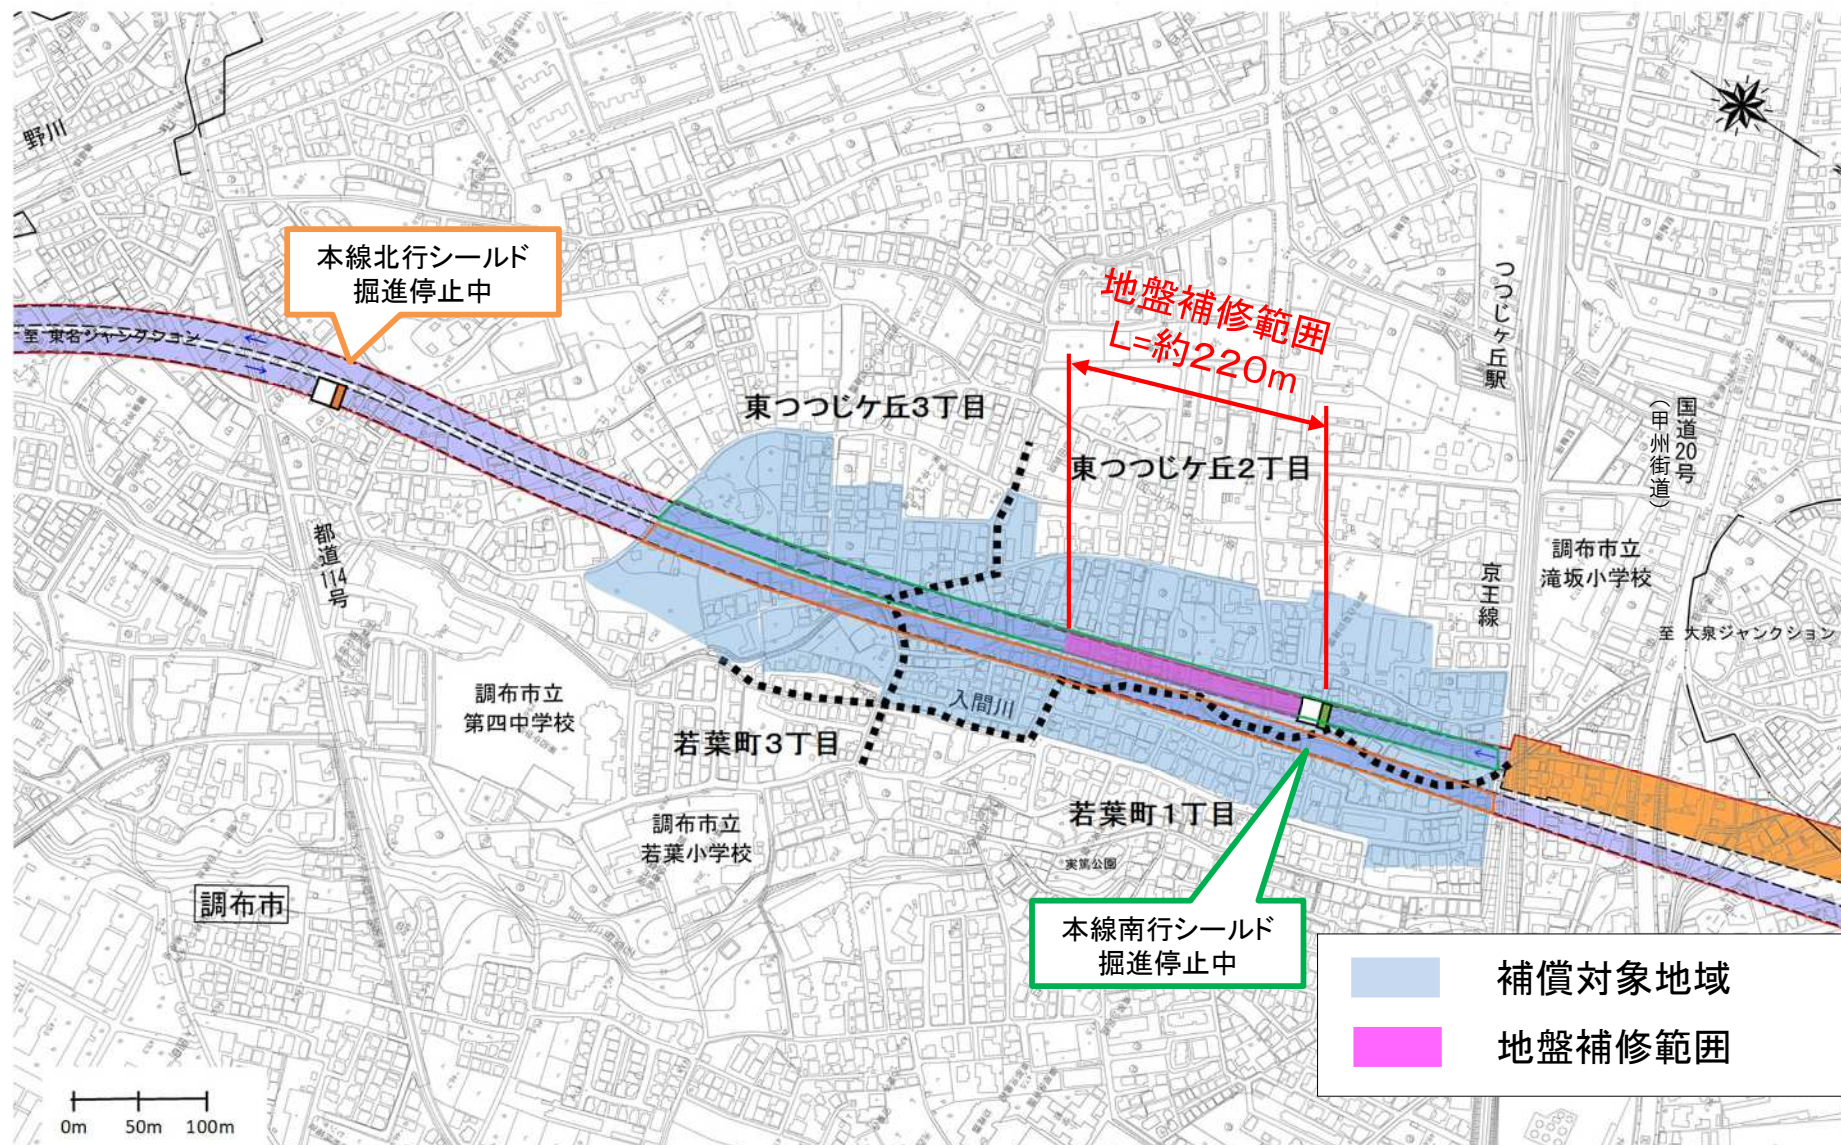 野川
本線北行シールド
掘進停止中
至 東名ジャンクション
地盤補修範囲
L=約220m
つつじヶ丘駅
国道20号
(甲州街道)
東つつじケ丘3丁目
東つつじケ丘2丁目
都道114号
京王線
調布市立
滝坂小学校
至 大泉ジャンクション
調布市立
第四中学校
入間川
若葉町3丁目
若葉町1丁目
調布市立
若葉小学校
実篤公園
調布市
本線南行シールド
掘進停止中
補償対象地域
地盤補修範囲
0m 50m 100m